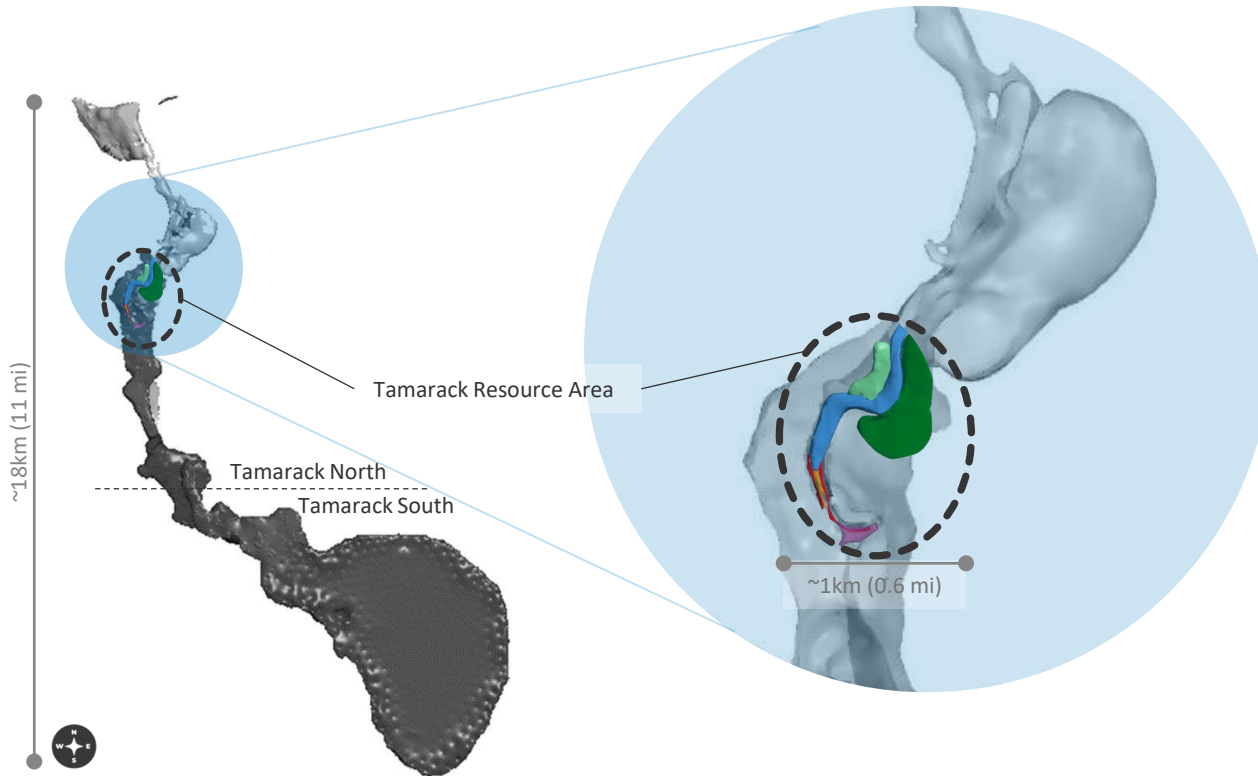 ~18km (11 mi)
Tamarack Resource Area
Tamarack North
Tamarack South
~1km (0.6 mi)
N
W E
S